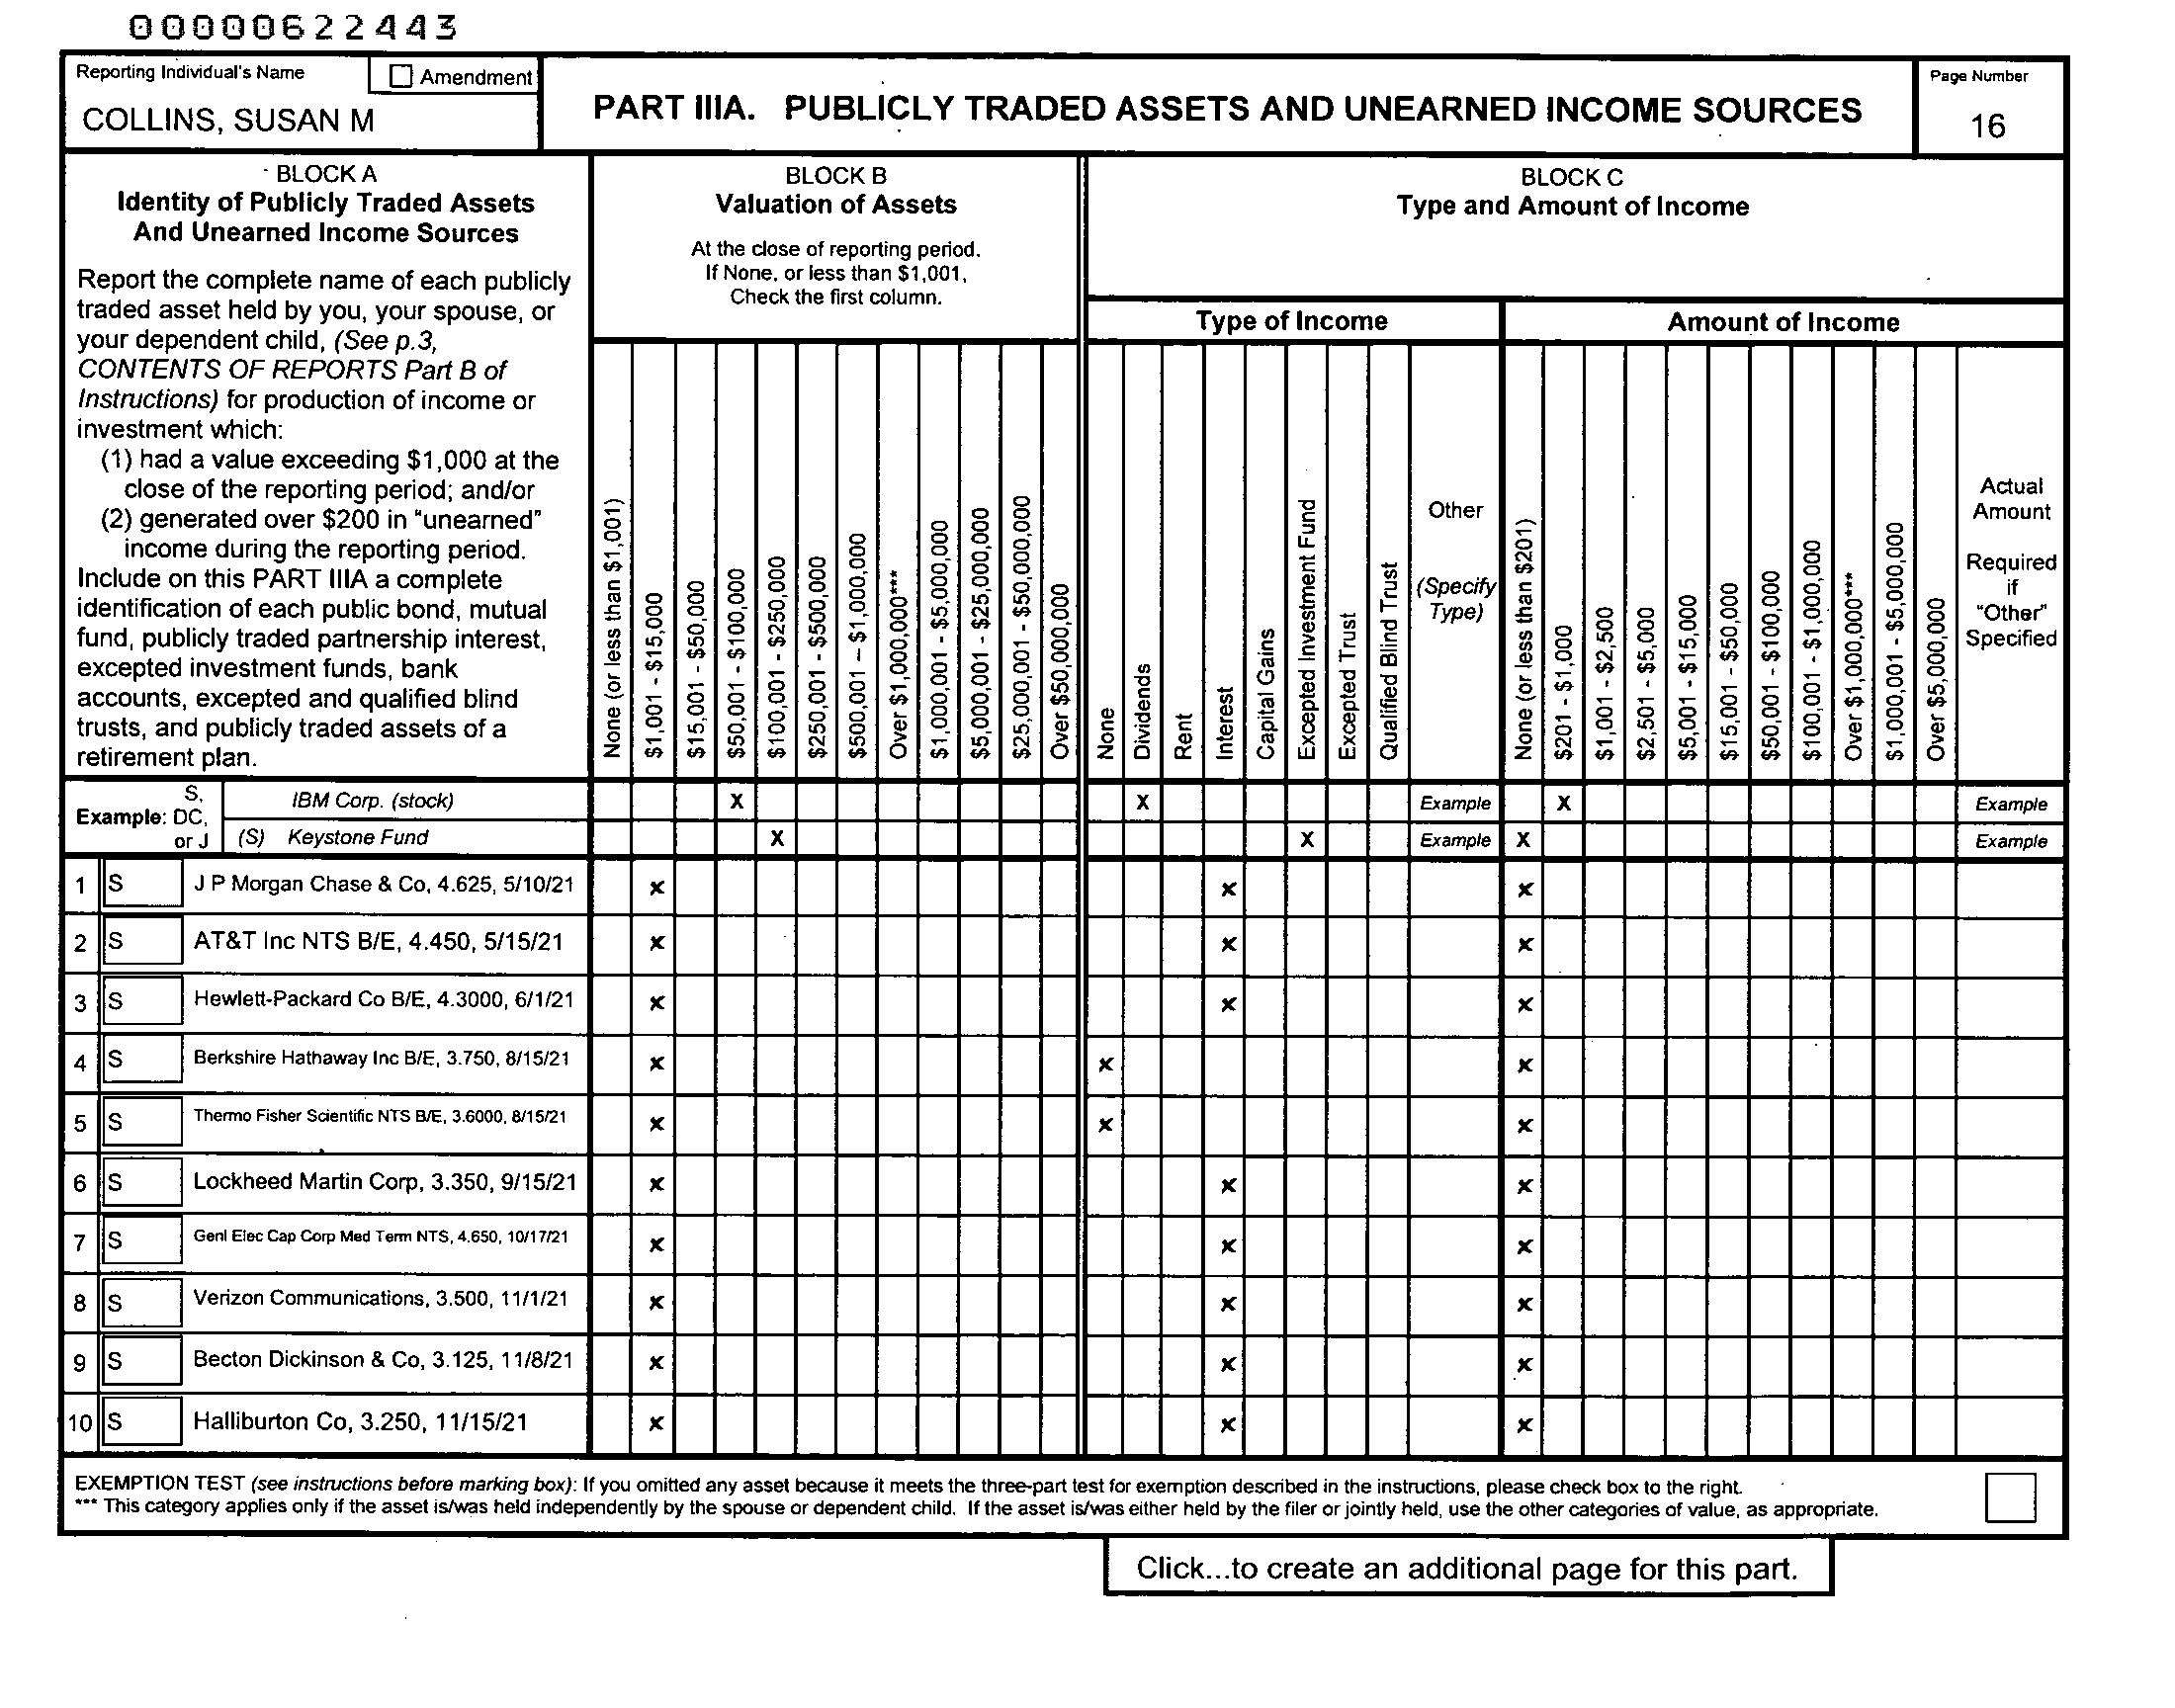 00000622443
Reporting Individual's Name
Amendment
COLLINS, SUSAN M
PART IIIA. PUBLICLY TRADED ASSETS AND UNEARNED INCOME SOURCES
Page Number
16
BLOCK A
Identity of Publicly Traded Assets
And Unearned Income Sources
Report the complete name of each publicly
traded asset held by you, your spouse, or
your dependent child, (See p.3,
CONTENTS OF REPORTS Part B of
Instructions) for production of income or
investment which:
(1) had a value exceeding $1,000 at the
close of the reporting period; and/or
(2) generated over $200 in "unearned"
income during the reporting period.
Include on this PART IIIA a complete
identification of each public bond, mutual
fund, publicly traded partnership interest,
excepted investment funds, bank
accounts, excepted and qualified blind
trusts, and publicly traded assets of a
retirement plan.
BLOCK B
Valuation of Assets
At the close of reporting period.
If None, or less than $1,001,
Check the first column.
None (or less than $1,001)
$1,001 - $15,000
$15,001 - $50,000
$50,001 - $100,000
$100,001 - $250,000
$250,001 - $500,000
$500,001 – $1,000,000
Over $1,000,000***
$1,000,001 - $5,000,000
$5,000,001 - $25,000,000
$25,000,001 - $50,000,000
Over $50,000,000
BLOCK C
Type and Amount of Income
Type of Income
None
Dividends
Rent
Interest
Capital Gains
Excepted Investment Fund
Excepted Trust
Qualified Blind Trust
Other
(Specify
Type)
Amount of Income
None (or less than $201)
$201 - $1,000
$1,001 - $2,500
$2,501 - $5,000
$5,001 - $15,000
$15,001 - $50,000
$50,001 - $100,000
$100,001 - $1,000,000
Over $1,000,000***
$1,000,001 - $5,000,000
Over $5,000,000
Actual
Amount
Required
if
"Other"
Specified
Example: S, DC, or J
IBM Corp. (stock) X X Example X Example
(S) Keystone Fund X X Example X Example
1 S J P Morgan Chase & Co, 4.625, 5/10/21 x x x
2 S AT&T Inc NTS B/E, 4.450, 5/15/21 x x x
3 S Hewlett-Packard Co B/E, 4.3000, 6/1/21 x x x
4 S Berkshire Hathaway Inc B/E, 3.750, 8/15/21 x x x
5 S Thermo Fisher Scientific NTS B/E, 3.6000, 8/15/21 x x x
6 S Lockheed Martin Corp, 3.350, 9/15/21 x x x
7 S Genl Elec Cap Corp Med Term NTS, 4.650, 10/17/21 x x x
8 S Verizon Communications, 3.500, 11/1/21 x x x
9 S Becton Dickinson & Co, 3.125, 11/8/21 x x x
10 S Halliburton Co, 3.250, 11/15/21 x x x
EXEMPTION TEST (see instructions before marking box): If you omitted any asset because it meets the three-part test for exemption described in the instructions, please check box to the right.
*** This category applies only if the asset is/was held independently by the spouse or dependent child. If the asset is/was either held by the filer or jointly held, use the other categories of value, as appropriate.
Click...to create an additional page for this part.